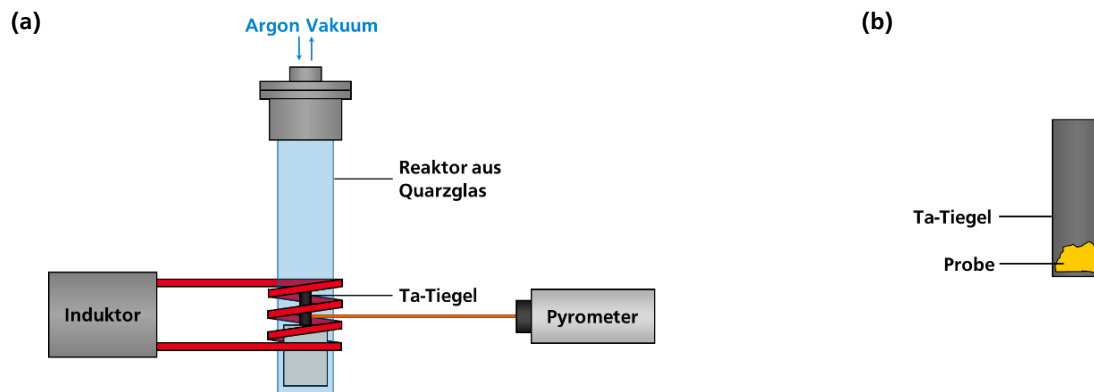 (a)
Argon Vakuum
Reaktor aus
Quarzglas
Induktor
Ta-Tiegel
Pyrometer
(b)
Ta-Tiegel
Probe